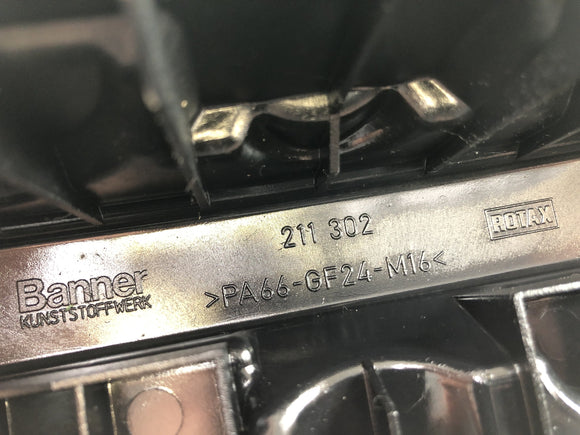 211 302
ROTAX
Banner
KUNSTSTOFFWERK
>PA66-GF24-M16<